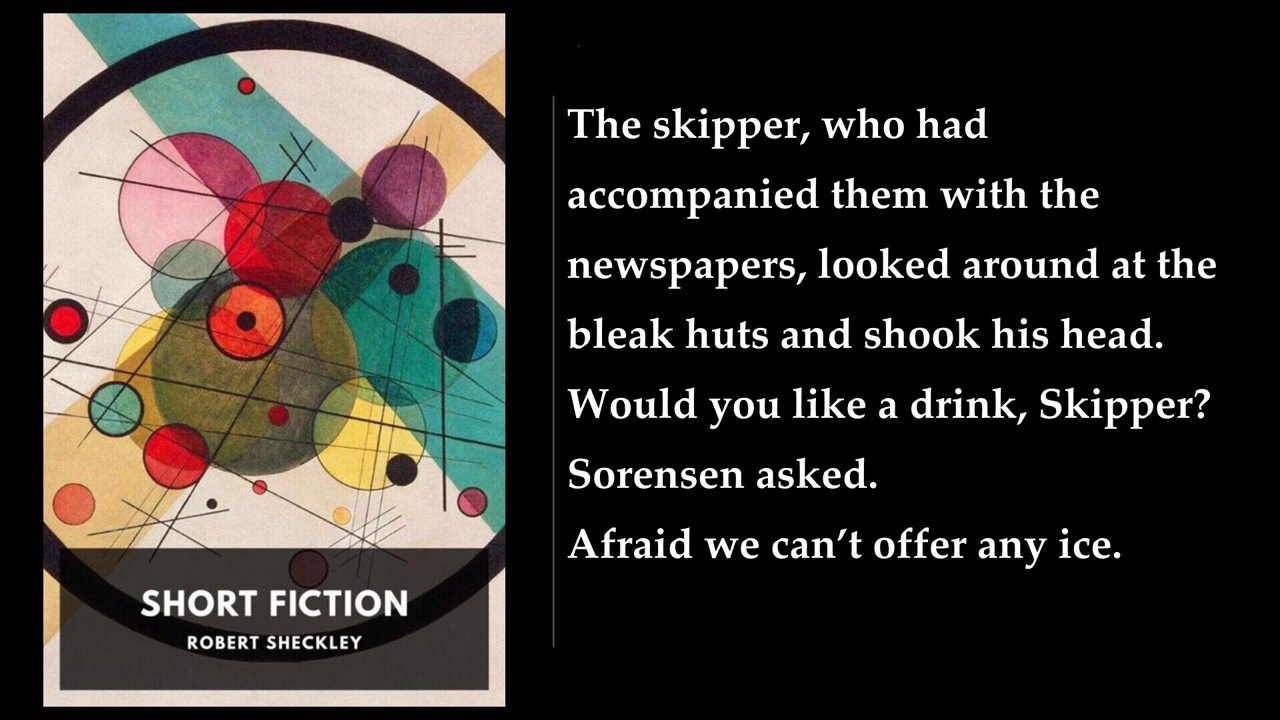 SHORT FICTION
ROBERT SHECKLEY
The skipper, who had
accompanied them with the
newspapers, looked around at the
bleak huts and shook his head.
Would you like a drink, Skipper?
Sorensen asked.
Afraid we can’t offer any ice.